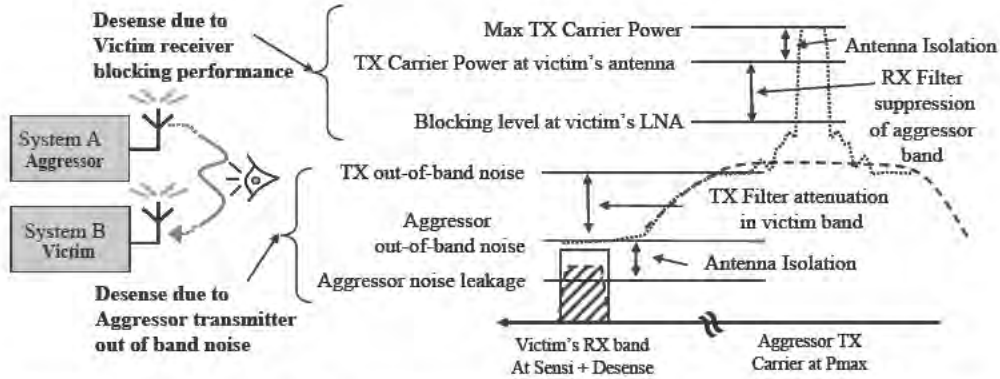 Desense due to
Victim receiver
blocking performance
System A
Aggressor
System B
Victim
Desense due to
Aggressor transmitter
out of band noise
Max TX Carrier Power
TX Carrier Power at victim's antenna
Blocking level at victim's LNA
TX out-of-band noise
Aggressor
out-of-band noise
Aggressor noise leakage
Antenna Isolation
RX Filter
suppression
of aggressor
band
TX Filter attenuation
in victim band
Antenna Isolation
Victim's RX band
At Sensi + Desense
Aggressor TX
Carrier at Pmax